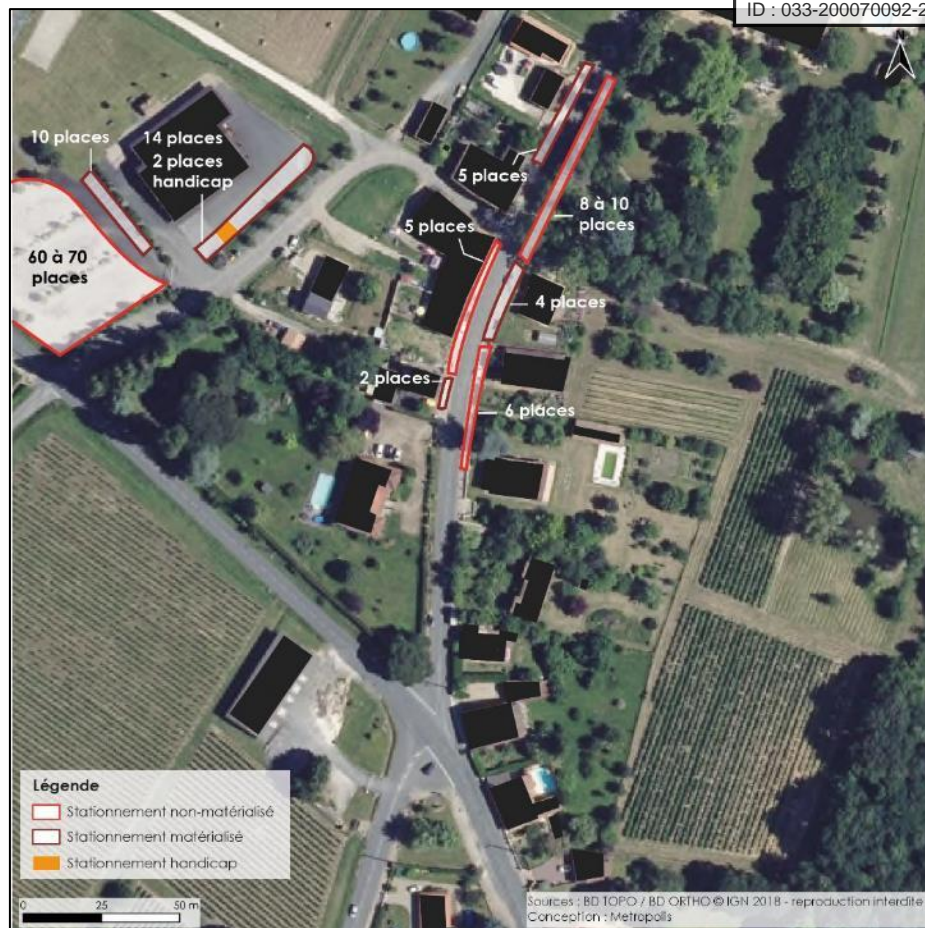 ID : 033-200070092-2
N
10 places
14 places
2 places
handicap
5 places
8 à 10
places
5 places
60 à 70
places
4 places
2 places
6 places
Légende
Stationnement non-matérialisé
Stationnement matérialisé
Stationnement handicap
0 25 50 m
Sources : BD TOPO / BD ORTHO © IGN 2018 - reproduction interdite
Conception : Metropolis